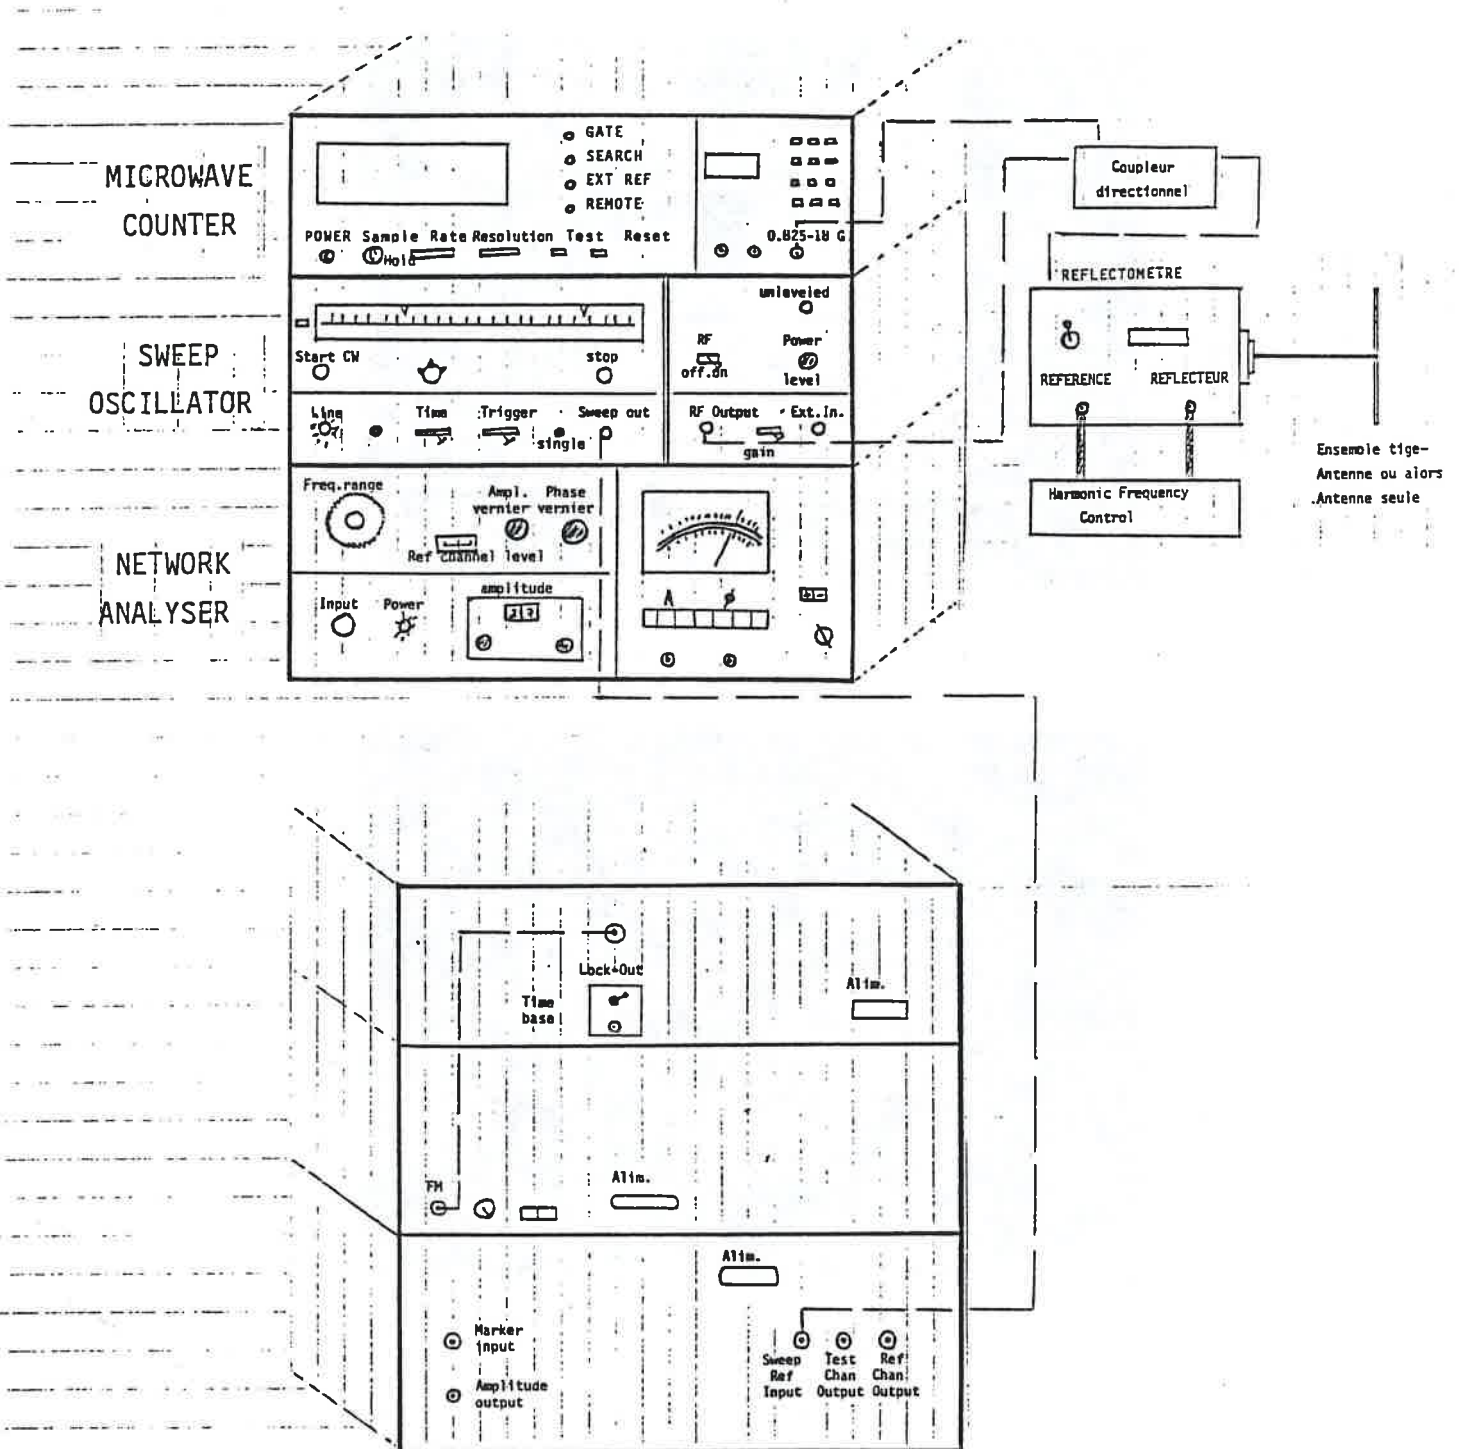 MICROWAVE
COUNTER
GATE
SEARCH
EXT REF
REMOTE
POWER Sample Rate Resolution Test Reset
Hold
0.825-18 G
Coupleur
directionnel
SWEEP
OSCILLATOR
Start CW
stop
unleveled
RF
off.on
Power
level
Line Time Trigger Sweep out
single
RF Output Ext.In.
gain
REFLECTOMETRE
REFERENCE REFLECTEUR
Harmonic Frequency
Control
Ensemble tige-
Antenne ou alors
Antenne seule
NETWORK
ANALYSER
Freq.range
Ampl. Phase
vernier vernier
Ref channel level
Input Power
amplitude
A ø
Lock-Out
Time
base
Alim.
FM
Alim.
Alim.
Marker
input
Amplitude
output
Sweep
Ref
Input
Test
Chan
Output
Ref
Chan
Output